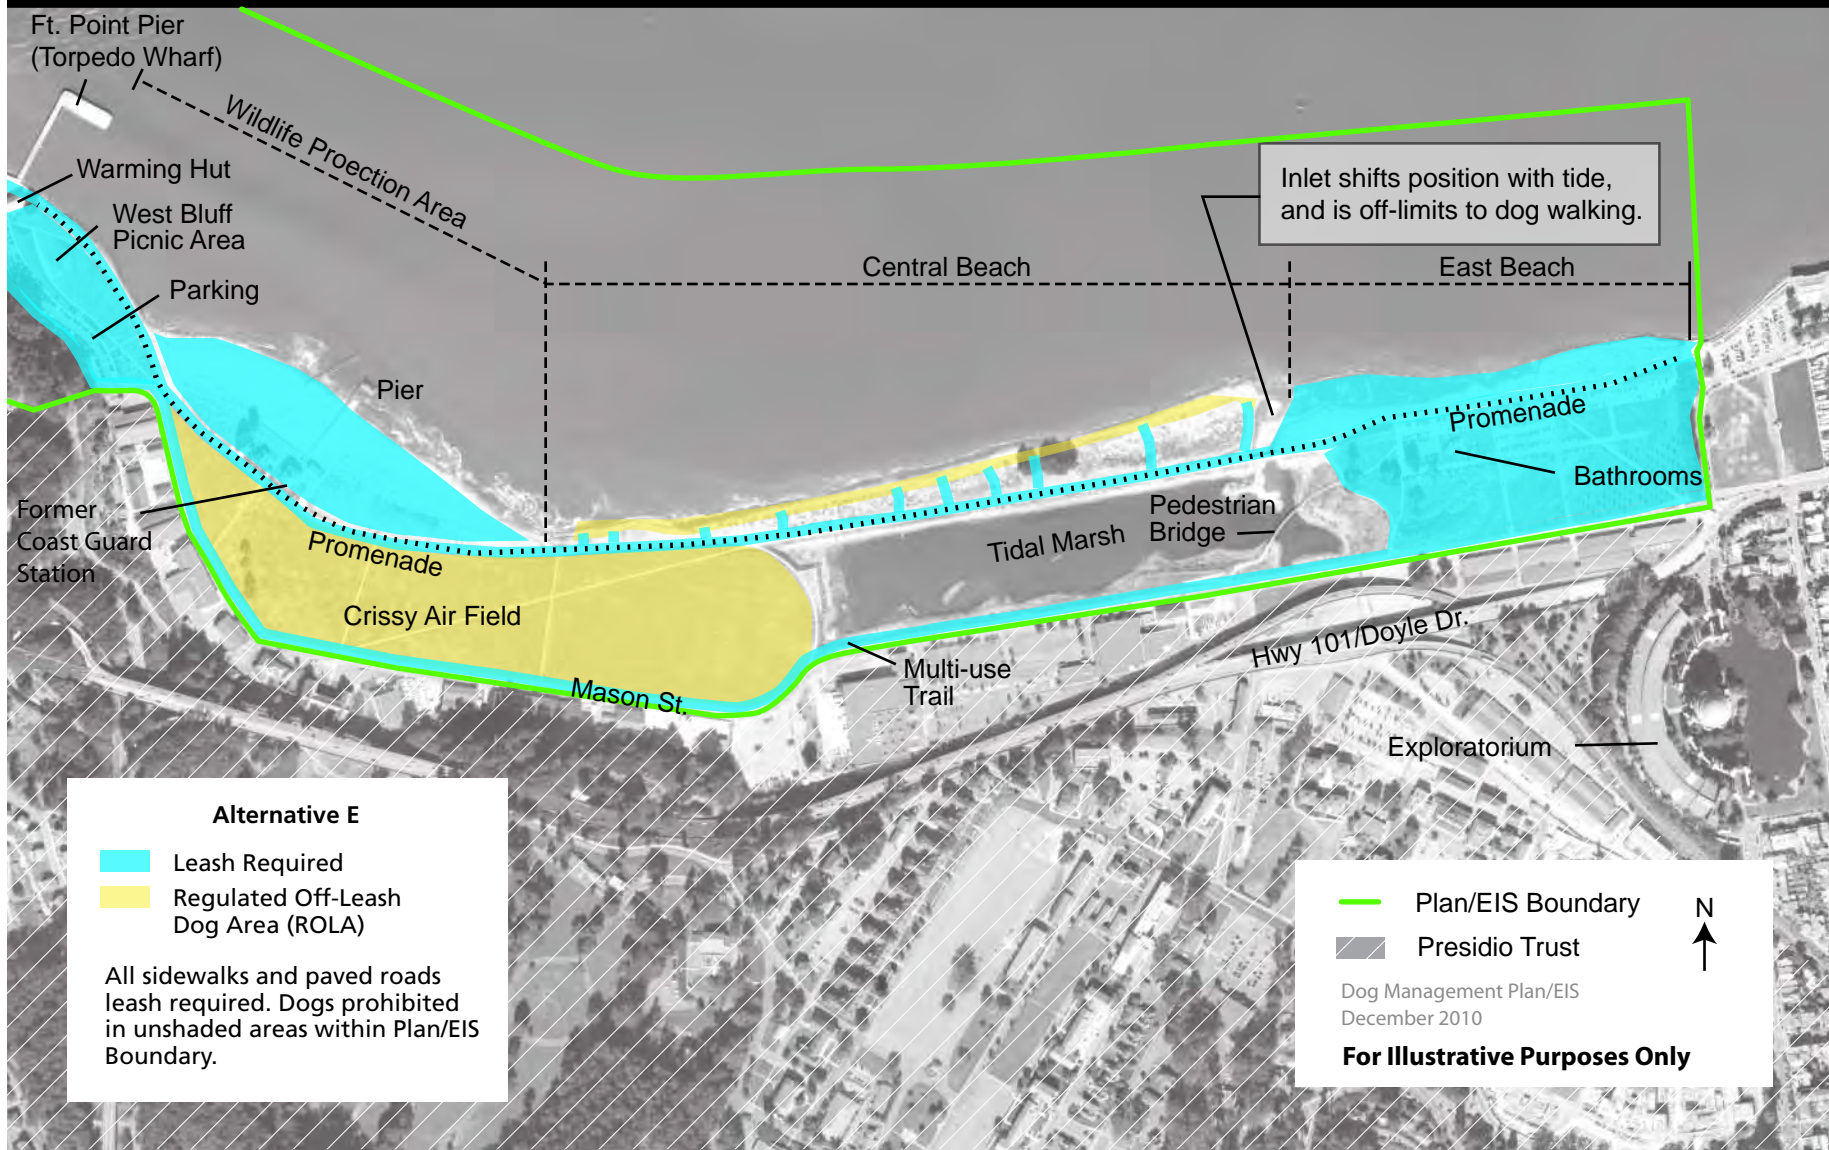 Ft. Point Pier
(Torpedo Wharf)
Wildlife Proection Area
Warming Hut
West Bluff
Picnic Area
Parking
Inlet shifts position with tide,
and is off-limits to dog walking.
Central Beach
East Beach
Pier
Promenade
Bathrooms
Former
Coast Guard
Station
Promenade
Pedestrian
Bridge
Tidal Marsh
Crissy Air Field
Multi-use
Trail
Mason St.
Hwy 101/Doyle Dr.
Exploratorium
Alternative E
Leash Required
Regulated Off-Leash
Dog Area (ROLA)
All sidewalks and paved roads
leash required. Dogs prohibited
in unshaded areas within Plan/EIS
Boundary.
Plan/EIS Boundary
N
Presidio Trust
Dog Management Plan/EIS
December 2010
For Illustrative Purposes Only